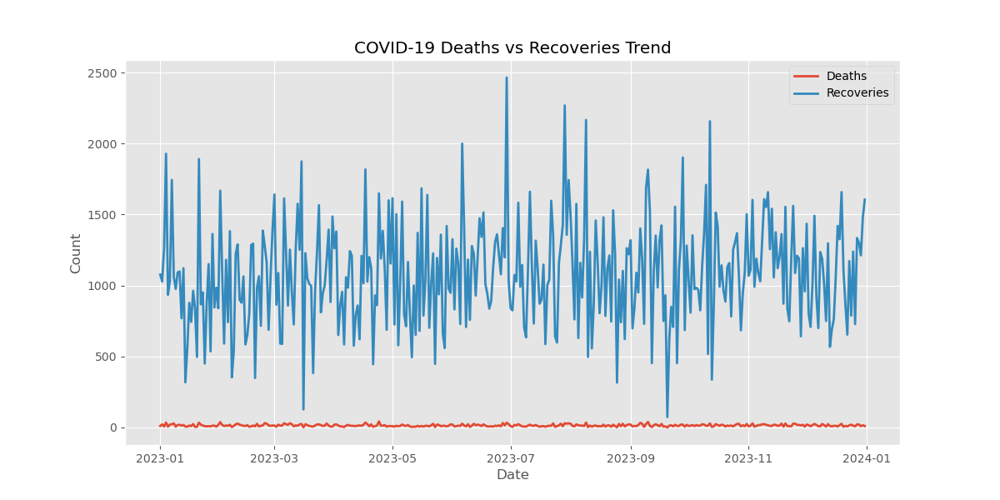 COVID-19 Deaths vs Recoveries Trend
Deaths
Recoveries
2500
2000
1500
1000
500
0
Count
2023-01 2023-03 2023-05 2023-07 2023-09 2023-11 2024-01
Date